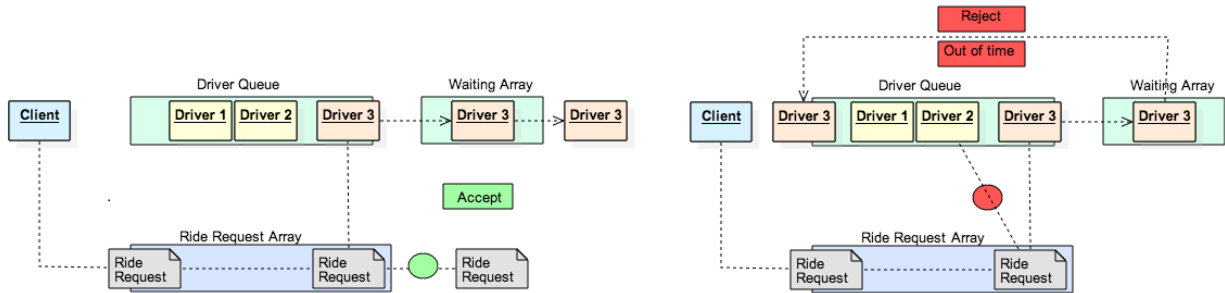 Reject
Out of time
Driver Queue
Waiting Array
Client
Driver 1
Driver 2
Driver 3
Driver 3
Driver 3
Accept
Ride Request Array
Ride
Request
Ride
Request
Ride
Request
Driver Queue
Waiting Array
Client
Driver 3
Driver 1
Driver 2
Driver 3
Driver 3
Ride Request Array
Ride
Request
Ride
Request